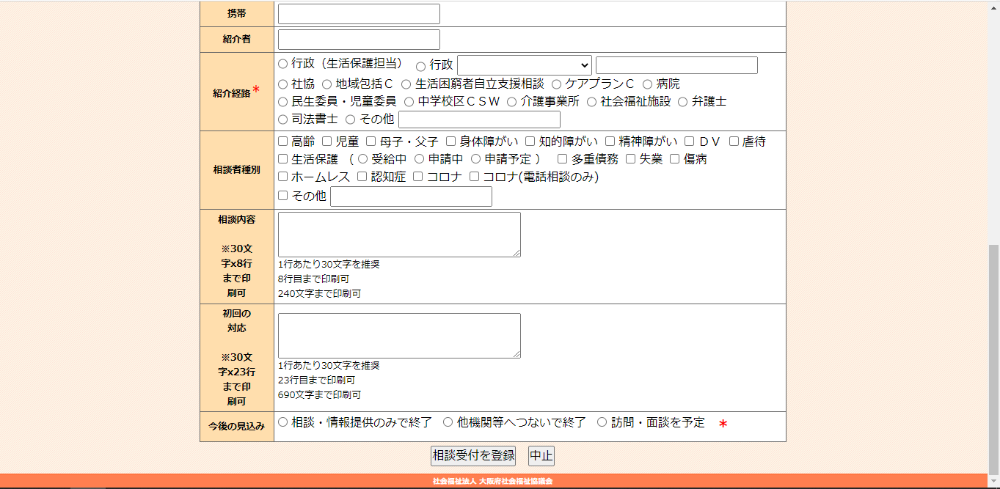 携帯
紹介者
紹介経路*
行政（生活保護担当） 行政
社協 地域包括Ｃ 生活困窮者自立支援相談 ケアプランＣ 病院
民生委員・児童委員 中学校区ＣＳＷ 介護事業所 社会福祉施設 弁護士
司法書士 その他
相談者種別
高齢 児童 母子・父子 身体障がい 知的障がい 精神障がい ＤＶ 虐待
生活保護 （ 受給中 申請中 申請予定 ） 多重債務 失業 傷病
ホームレス 認知症 コロナ コロナ(電話相談のみ)
その他
相談内容
※30文
字x8行
まで印
刷可
1行あたり30文字を推奨
8行目まで印刷可
240文字まで印刷可
初回の
対応
※30文
字x23行
まで印
刷可
1行あたり30文字を推奨
23行目まで印刷可
690文字まで印刷可
今後の見込み
相談・情報提供のみで終了 他機関等へつないで終了 訪問・面談を予定 *
相談受付を登録 中止
社会福祉法人 大阪府社会福祉協議会